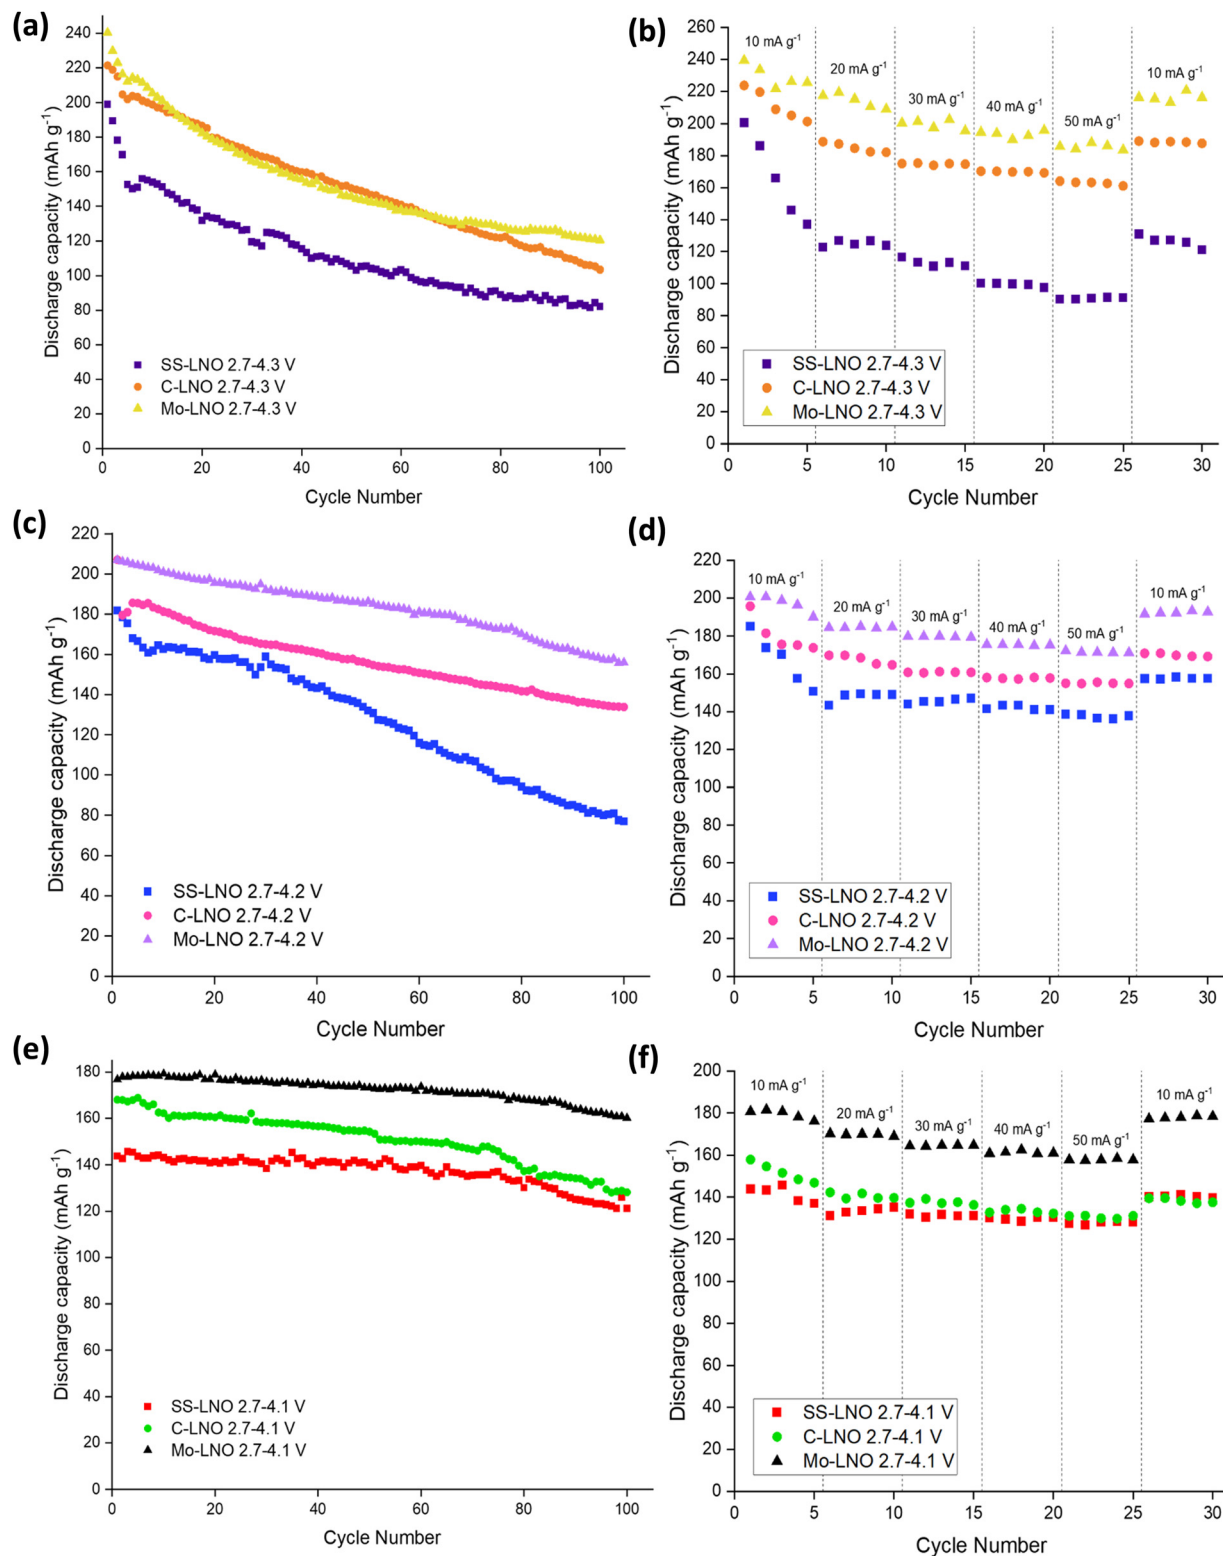 (a)
240
220
200
180
160
140
120
100
80
60
40
20
0
Discharge capacity (mAh g⁻¹)
SS-LNO 2.7-4.3 V
C-LNO 2.7-4.3 V
Mo-LNO 2.7-4.3 V
0 20 40 60 80 100
Cycle Number
(b)
260
240
220
200
180
160
140
120
100
80
60
40
20
0
Discharge capacity (mAh g⁻¹)
10 mA g⁻¹
20 mA g⁻¹
30 mA g⁻¹
40 mA g⁻¹
50 mA g⁻¹
10 mA g⁻¹
SS-LNO 2.7-4.3 V
C-LNO 2.7-4.3 V
Mo-LNO 2.7-4.3 V
0 5 10 15 20 25 30
Cycle Number
(c)
220
200
180
160
140
120
100
80
60
40
20
0
Discharge capacity (mAh g⁻¹)
SS-LNO 2.7-4.2 V
C-LNO 2.7-4.2 V
Mo-LNO 2.7-4.2 V
0 20 40 60 80 100
Cycle Number
(d)
220
200
180
160
140
120
100
80
60
40
20
0
Discharge capacity (mAh g⁻¹)
10 mA g⁻¹
20 mA g⁻¹
30 mA g⁻¹
40 mA g⁻¹
50 mA g⁻¹
10 mA g⁻¹
SS-LNO 2.7-4.2 V
C-LNO 2.7-4.2 V
Mo-LNO 2.7-4.2 V
0 5 10 15 20 25 30
Cycle Number
(e)
180
160
140
120
100
80
60
40
20
0
Discharge capacity (mAh g⁻¹)
SS-LNO 2.7-4.1 V
C-LNO 2.7-4.1 V
Mo-LNO 2.7-4.1 V
0 20 40 60 80 100
Cycle Number
(f)
200
180
160
140
120
100
80
60
40
20
0
Discharge capacity (mAh g⁻¹)
10 mA g⁻¹
20 mA g⁻¹
30 mA g⁻¹
40 mA g⁻¹
50 mA g⁻¹
10 mA g⁻¹
SS-LNO 2.7-4.1 V
C-LNO 2.7-4.1 V
Mo-LNO 2.7-4.1 V
0 5 10 15 20 25 30
Cycle Number